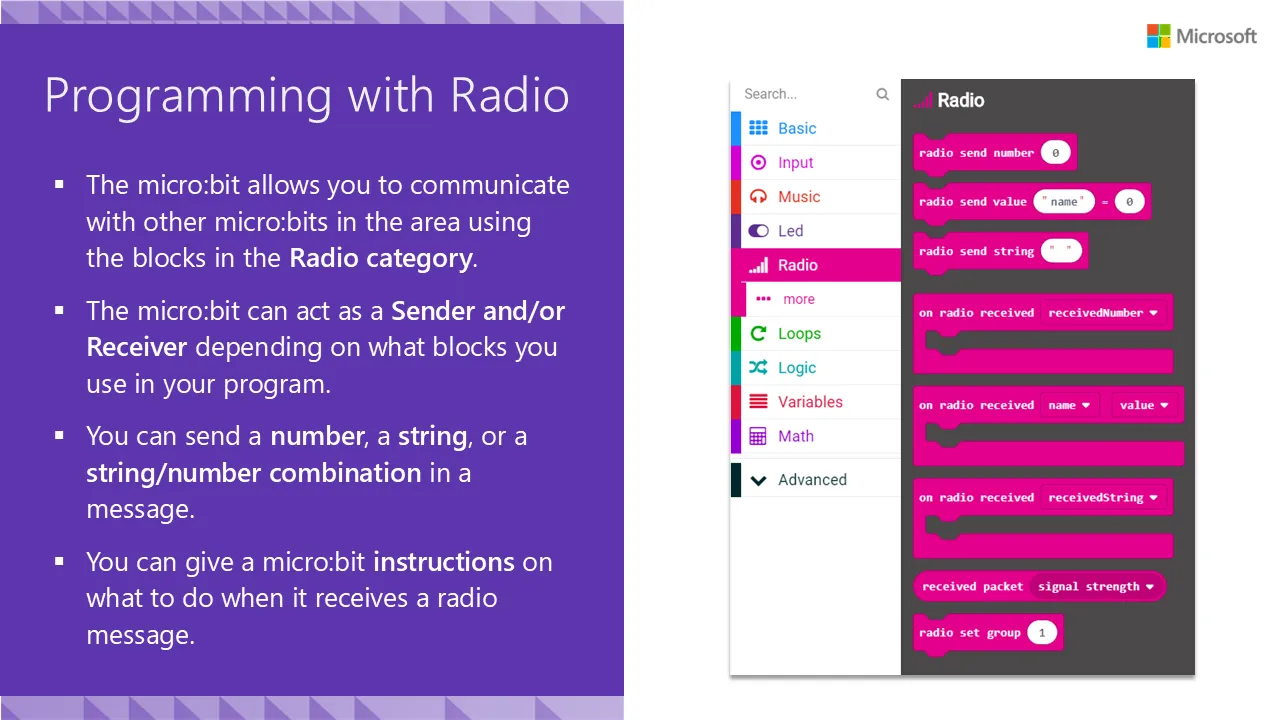 Programming with Radio
▪ The micro:bit allows you to communicate
with other micro:bits in the area using
the blocks in the Radio category.
▪ The micro:bit can act as a Sender and/or
Receiver depending on what blocks you
use in your program.
▪ You can send a number, a string, or a
string/number combination in a
message.
▪ You can give a micro:bit instructions on
what to do when it receives a radio
message.
Microsoft
Search...
Basic
Input
Music
Led
Radio
more
Loops
Logic
Variables
Math
Advanced
Radio
radio send number 0
radio send value "name" = 0
radio send string " "
on radio received receivedNumber
on radio received name value
on radio received receivedString
received packet signal strength
radio set group 1